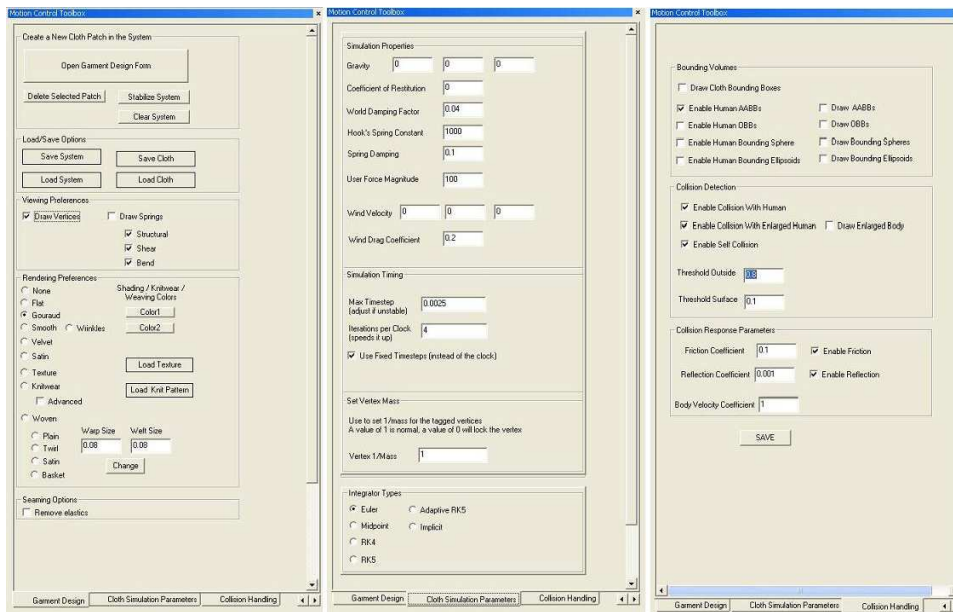 Motion Control Toolbox
Create a New Cloth Patch in the System
Open Garment Design Form
Delete Selected Patch
Stabilize System
Clear System
Load/Save Options
Save System
Save Cloth
Load System
Load Cloth
Viewing Preferences
Draw Vertices
Draw Springs
Structural
Shear
Bend
Rendering Preferences
None
Flat
Gouraud
Smooth
Wrinkles
Velvet
Satin
Texture
Knitwear
Advanced
Shading / Knitwear /
Weaving Colors
Color1
Color2
Load Texture
Load Knit Pattern
Woven
Plain
Twirl
Satin
Basket
Warp Size
Weft Size
0.08
0.08
Change
Seaming Options
Remove elastics
Garment Design
Cloth Simulation Parameters
Collision Handling
Motion Control Toolbox
Simulation Properties
Gravity 0 0 0
Coefficient of Restitution 0
World Damping Factor 0.04
Hook's Spring Constant 1000
Spring Damping 0.1
User Force Magnitude 100
Wind Velocity 0 0 0
Wind Drag Coefficient 0.2
Simulation Timing
Max Timestep 0.0025
(adjust if unstable)
Iterations per Clock 4
(speeds it up)
Use Fixed Timesteps (instead of the clock)
Set Vertex Mass
Use to set 1/mass for the tagged vertices
A value of 1 is normal, a value of 0 will lock the vertex
Vertex 1/Mass 1
Integrator Types
Euler
Adaptive RK5
Midpoint
Implicit
RK4
RK5
Garment Design
Cloth Simulation Parameters
Collision Handling
Motion Control Toolbox
Bounding Volumes
Draw Cloth Bounding Boxes
Enable Human AABBs
Draw AABBs
Enable Human OBBs
Draw OBBs
Enable Human Bounding Sphere
Draw Bounding Spheres
Enable Human Bounding Ellipsoids
Draw Bounding Ellipsoids
Collision Detection
Enable Collision With Human
Enable Collision With Enlarged Human
Draw Enlarged Body
Enable Self Collision
Threshold Outside 0.8
Threshold Surface 0.1
Collision Response Parameters
Friction Coefficient 0.1
Enable Friction
Reflection Coefficient 0.001
Enable Reflection
Body Velocity Coefficient 1
SAVE
Garment Design
Cloth Simulation Parameters
Collision Handling